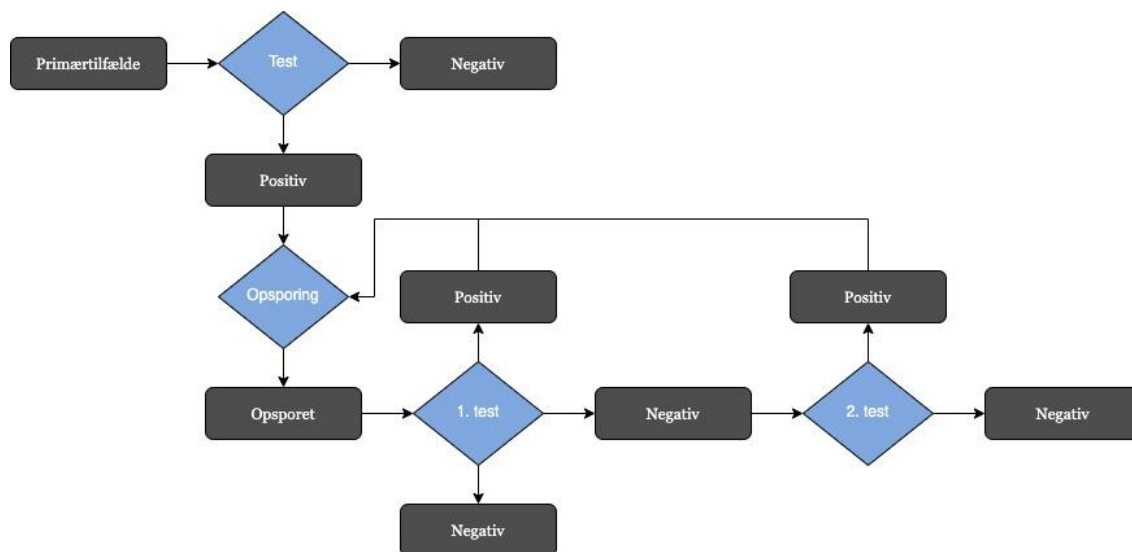 Primærtilfælde
Test
Negativ
Positiv
Opsporing
Positiv
Positiv
Opsporet
1. test
Negativ
2. test
Negativ
Negativ